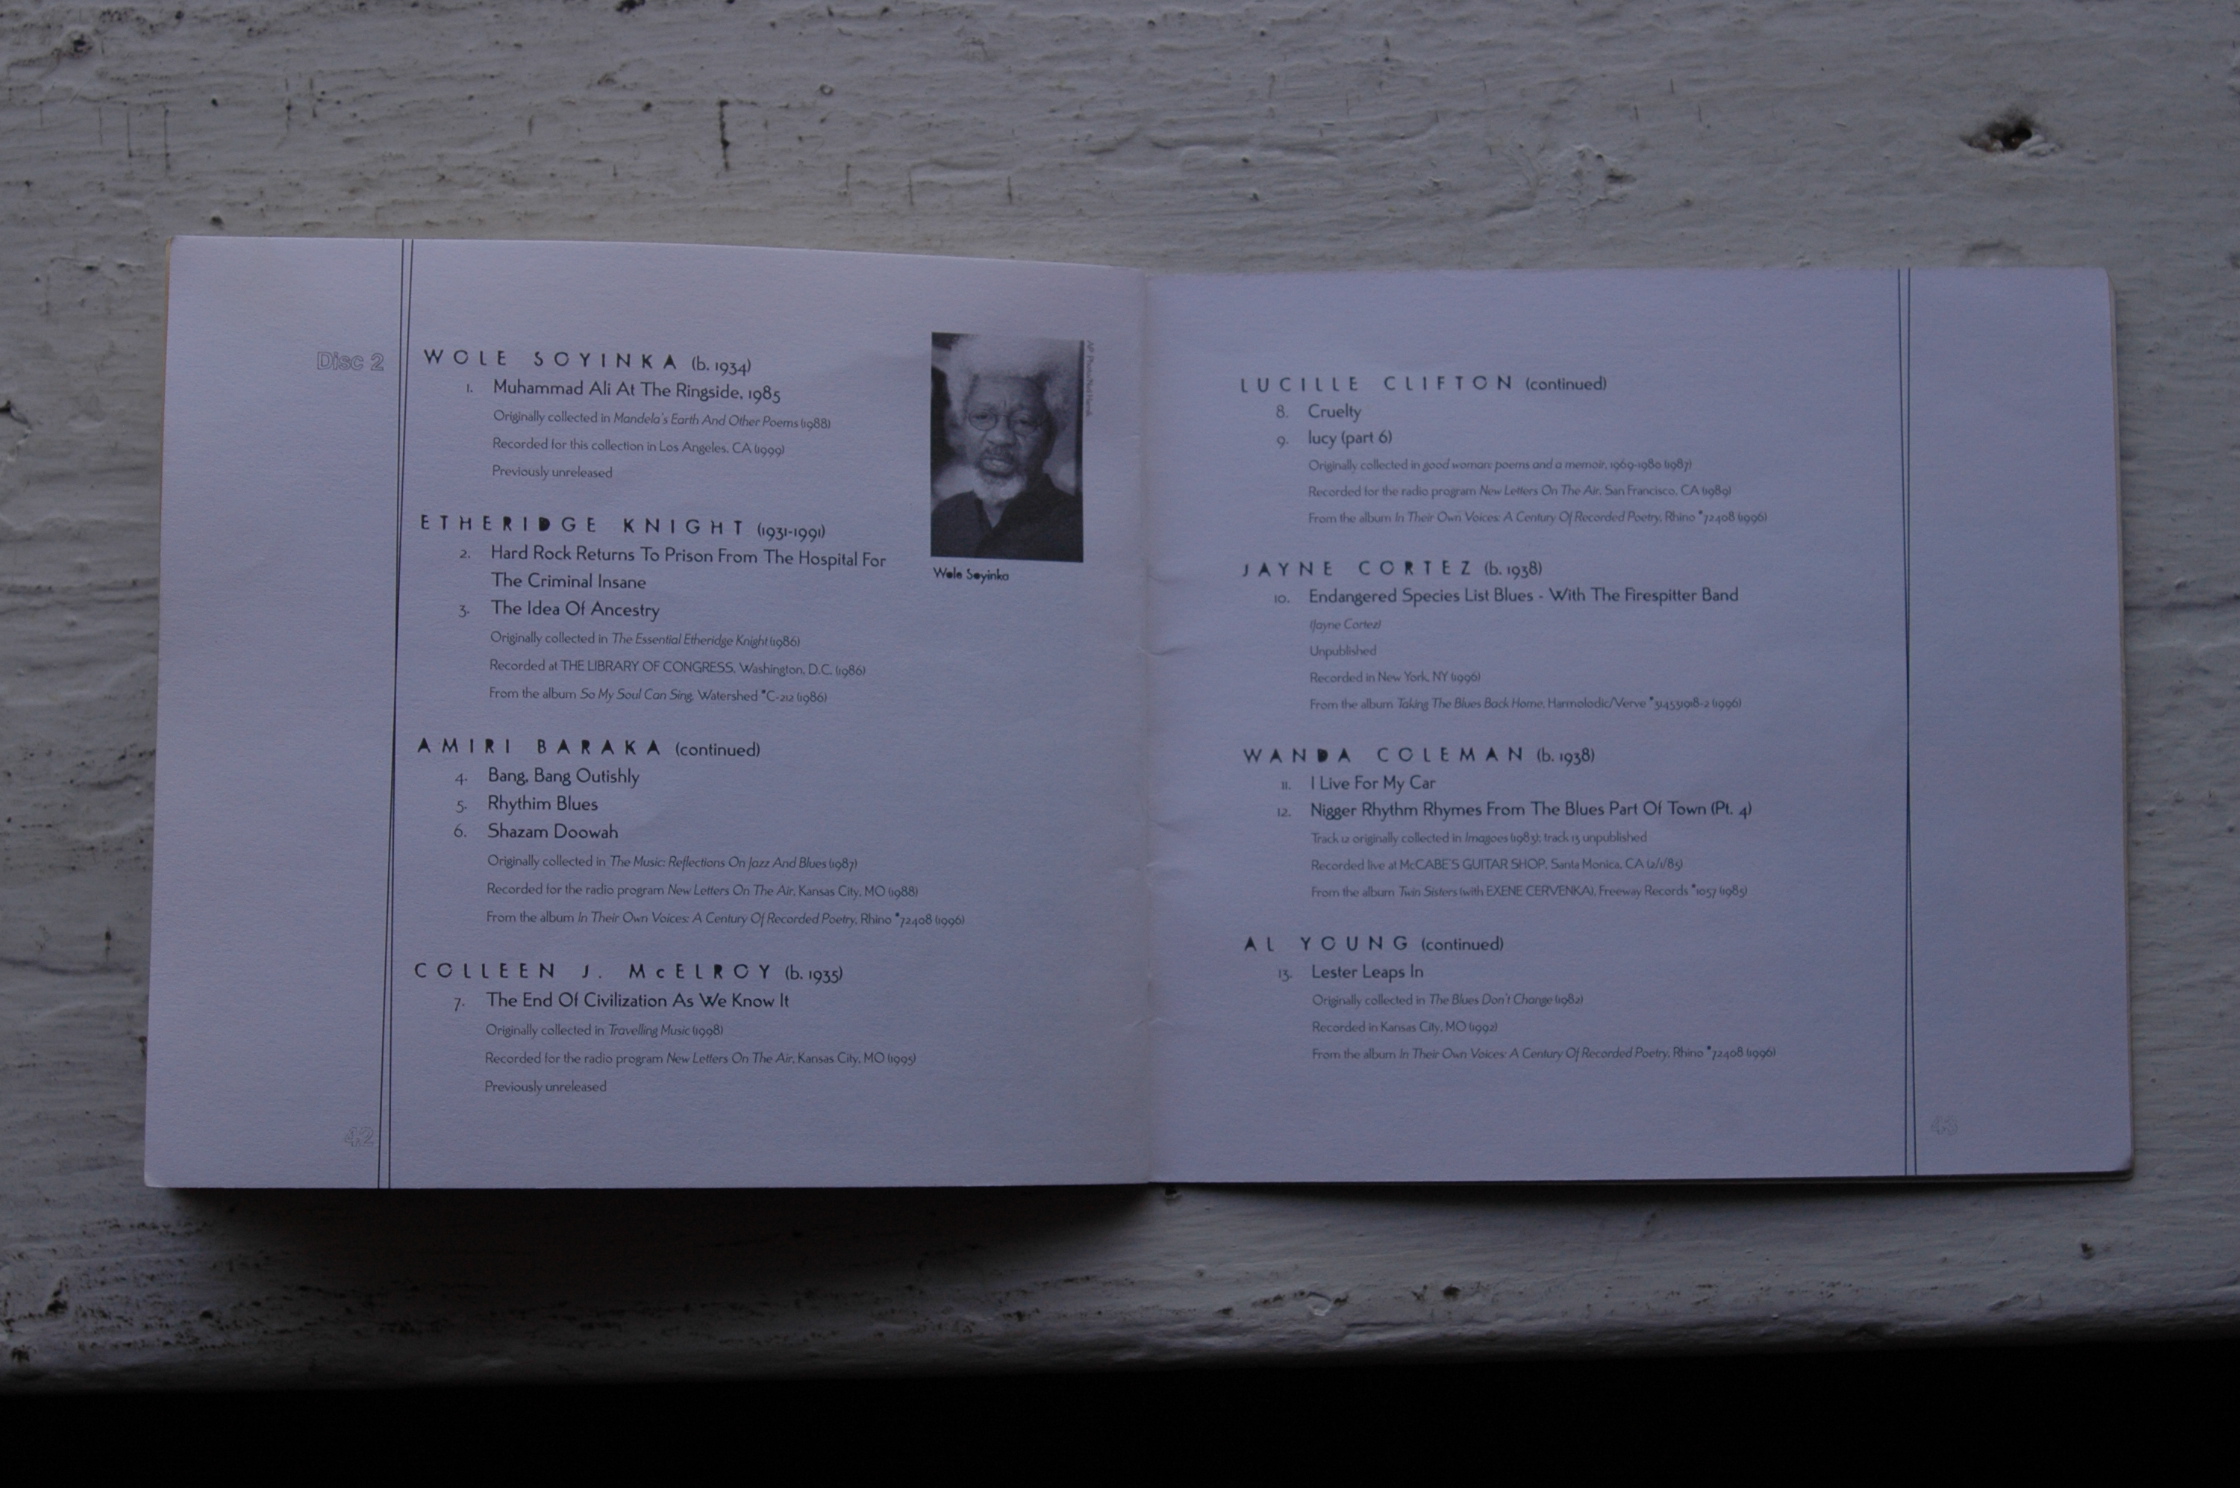 Disc 2
WOLE SOYINKA (b. 1934)
1. Muhammad Ali At The Ringside, 1985
Originally collected in Mandela's Earth And Other Poems (1988)
Recorded for this collection in Los Angeles, CA (1999)
Previously unreleased
ETHERIDGE KNIGHT (1931-1991)
2. Hard Rock Returns To Prison From The Hospital For
The Criminal Insane
3. The Idea Of Ancestry
Originally collected in The Essential Etheridge Knight (1986)
Recorded at THE LIBRARY OF CONGRESS, Washington, D.C. (1986)
From the album So My Soul Can Sing, Watershed #C-212 (1986)
AMIRI BARAKA (continued)
4. Bang, Bang Outishly
5. Rhythim Blues
6. Shazam Doowah
Originally collected in The Music: Reflections On Jazz And Blues (1987)
Recorded for the radio program New Letters On The Air, Kansas City, MO (1988)
From the album In Their Own Voices: A Century Of Recorded Poetry, Rhino #72408 (1996)
COLLEEN J. McELROY (b. 1935)
7. The End Of Civilization As We Know It
Originally collected in Travelling Music (1998)
Recorded for the radio program New Letters On The Air, Kansas City, MO (1995)
Previously unreleased
42
Wole Soyinka
LUCILLE CLIFTON (continued)
8. Cruelty
9. lucy (part 6)
Originally collected in good woman: poems and a memoir, 1969-1980 (1987)
Recorded for the radio program New Letters On The Air, San Francisco, CA (1989)
From the album In Their Own Voices: A Century Of Recorded Poetry, Rhino #72408 (1996)
JAYNE CORTEZ (b. 1938)
10. Endangered Species List Blues - With The Firespitter Band
(Jayne Cortez)
Unpublished
Recorded in New York, NY (1996)
From the album Taking The Blues Back Home, Harmolodic/Verve #314531918-2 (1996)
WANDA COLEMAN (b. 1938)
11. I Live For My Car
12. Nigger Rhythm Rhymes From The Blues Part Of Town (Pt. 4)
Track 12 originally collected in Imagoes (1983); track 13 unpublished
Recorded live at McCABE'S GUITAR SHOP, Santa Monica, CA (2/1/85)
From the album Twin Sisters (with EXENE CERVENKA), Freeway Records #1057 (1985)
AL YOUNG (continued)
13. Lester Leaps In
Originally collected in The Blues Don't Change (1982)
Recorded in Kansas City, MO (1992)
From the album In Their Own Voices: A Century Of Recorded Poetry, Rhino #72408 (1996)
43